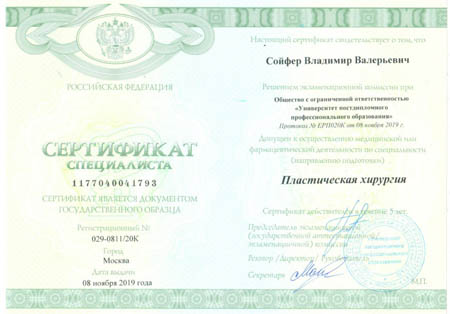 РОССИЙСКАЯ ФЕДЕРАЦИЯ
СЕРТИФИКАТ
СПЕЦИАЛИСТА
1177040041793
СЕРТИФИКАТ ЯВЛЯЕТСЯ ДОКУМЕНТОМ
ГОСУДАРСТВЕННОГО ОБРАЗЦА
Регистрационный №
029-0811/20К
Город
Москва
Дата выдачи
08 ноября 2019 года
Настоящий сертификат свидетельствует о том, что
Сойфер Владимир Валерьевич
Решением экзаменационной комиссии при
Общество с ограниченной ответственностью
«Университет постдипломного
профессионального образования»
Протокол № ЕРП020К от 08 ноября 2019 г.
Допущен к осуществлению медицинской или
фармацевтической деятельности по специальности
(направлению подготовки)
Пластическая хирургия
Сертификат действителен в течение 5 лет.
Председатель экзаменационной
(государственной аттестационной/
экзаменационной) комиссии
Ректор /Директор/ Руководитель
Секретарь
М.П.